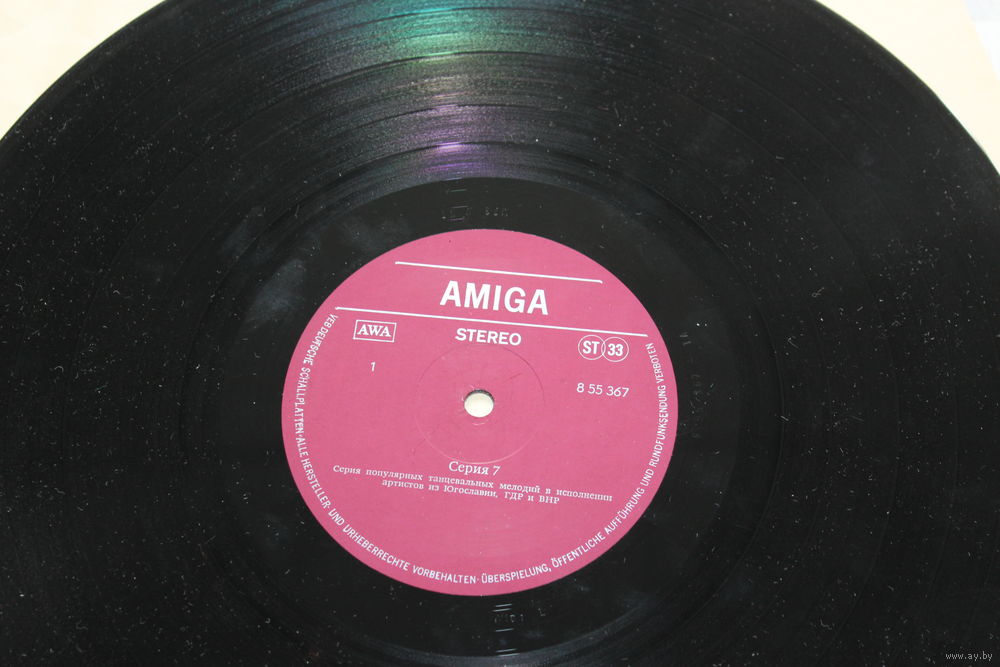 AMIGA
AWA
STEREO
ST 33
1
8 55 367
Серия 7
Серия популярных танцевальных мелодий в исполнении
артистов из Югославии, ГДР и ВНР
VEB DEUTSCHE SCHALLPLATTEN · ALLE HERSTELLER- UND URHEBERRECHTE VORBEHALTEN · ÜBERSPIELUNG, ÖFFENTLICHE AUFFÜHRUNG UND RUNDFUNKSENDUNG VERBOTEN
www.ay.by